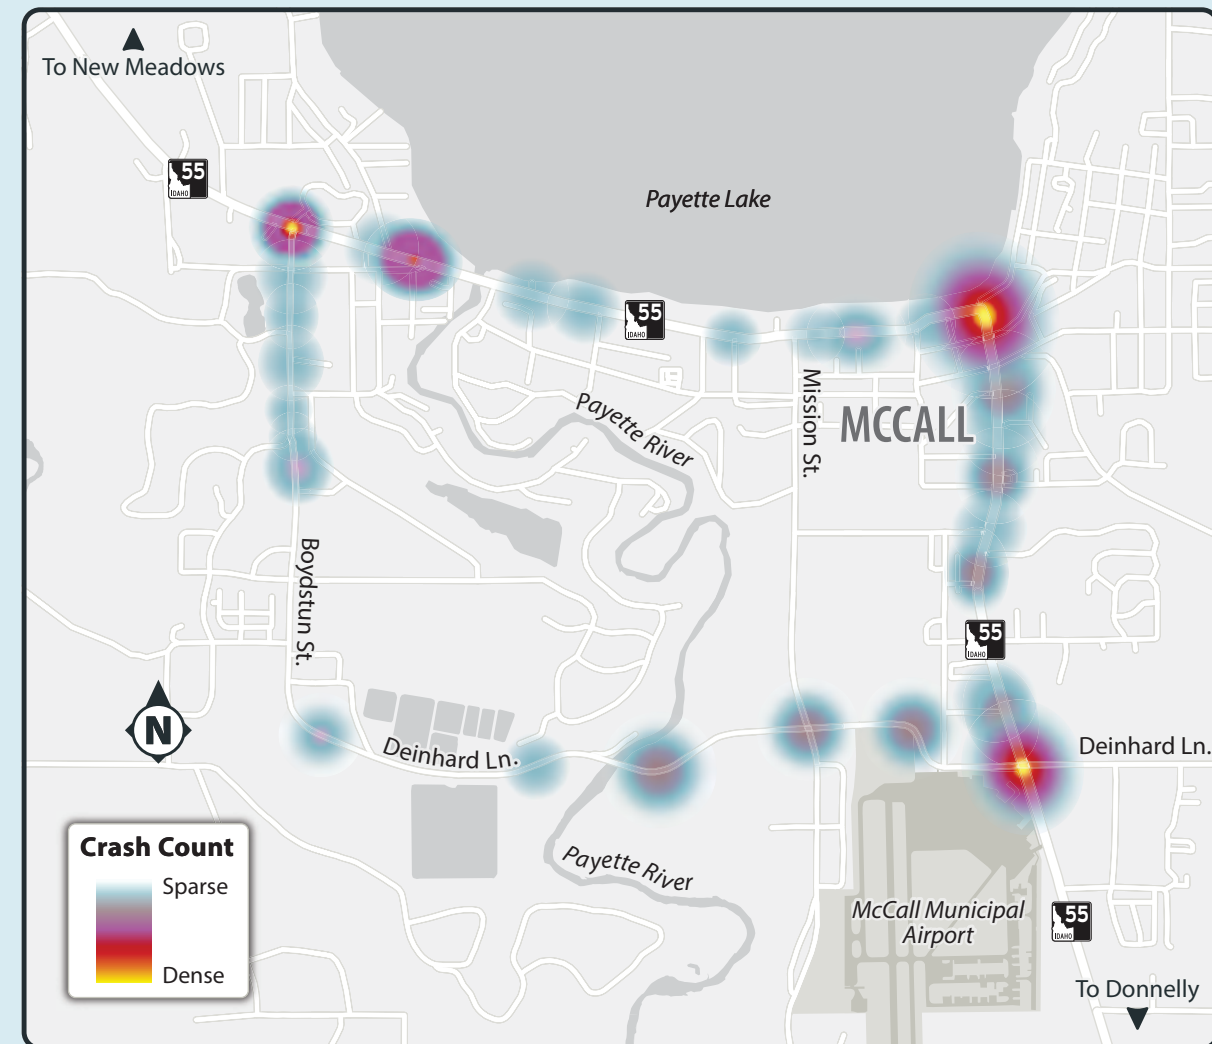 To New Meadows
55
IDAHO
Payette Lake
55
IDAHO
Mission St.
Payette River
MCCALL
Boydstun St.
55
IDAHO
N
Deinhard Ln.
Deinhard Ln.
Crash Count
Sparse
Dense
Payette River
McCall Municipal
Airport
55
IDAHO
To Donnelly